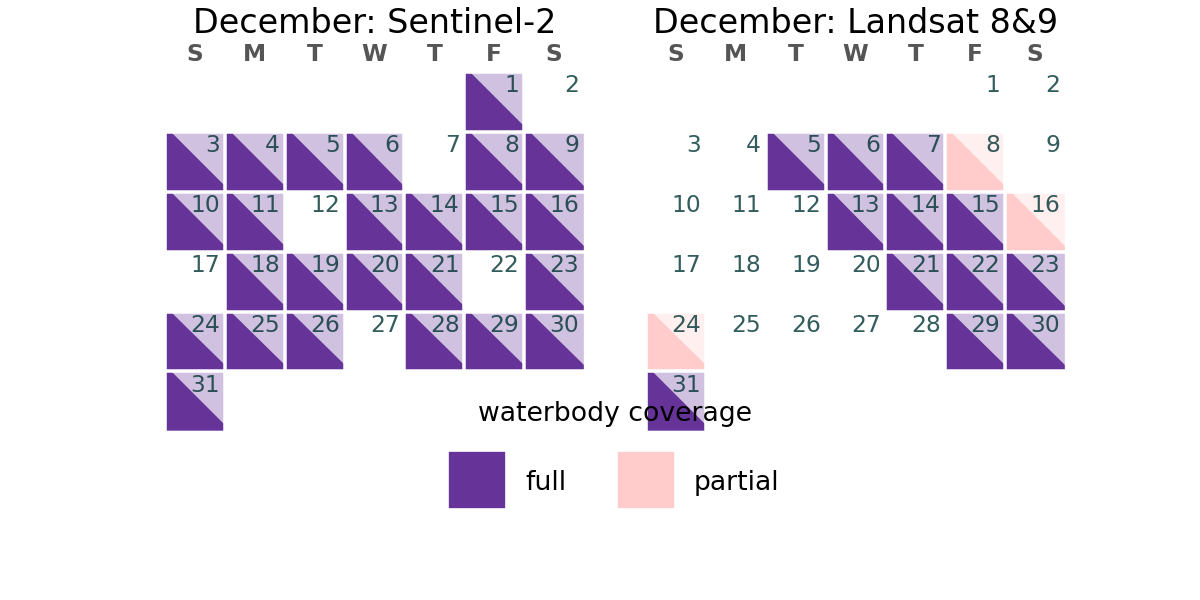 December: Sentinel-2
S M T W T F S
1 2
3 4 5 6 7 8 9
10 11 12 13 14 15 16
17 18 19 20 21 22 23
24 25 26 27 28 29 30
31
December: Landsat 8&9
S M T W T F S
1 2
3 4 5 6 7 8 9
10 11 12 13 14 15 16
17 18 19 20 21 22 23
24 25 26 27 28 29 30
31
waterbody coverage
full
partial